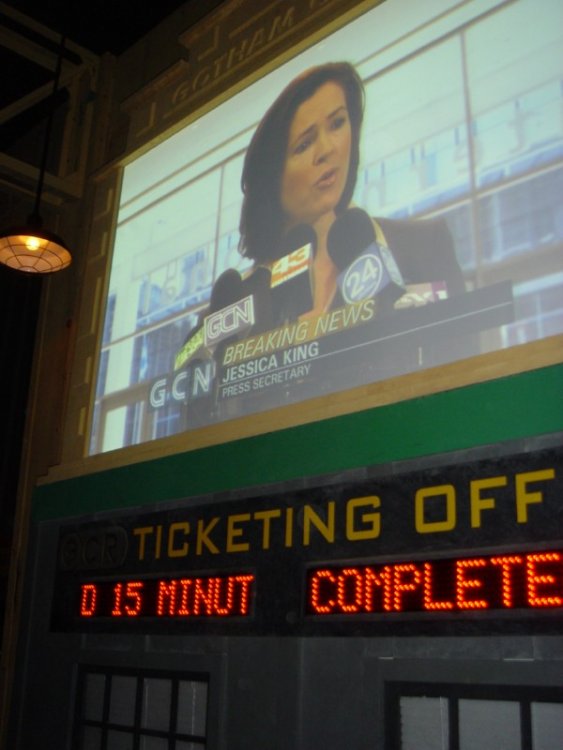 GOTHAM
43
24
GCN
GCN
BREAKING NEWS
JESSICA KING
PRESS SECRETARY
GCR TICKETING OFF
D 15 MINUT COMPLETE